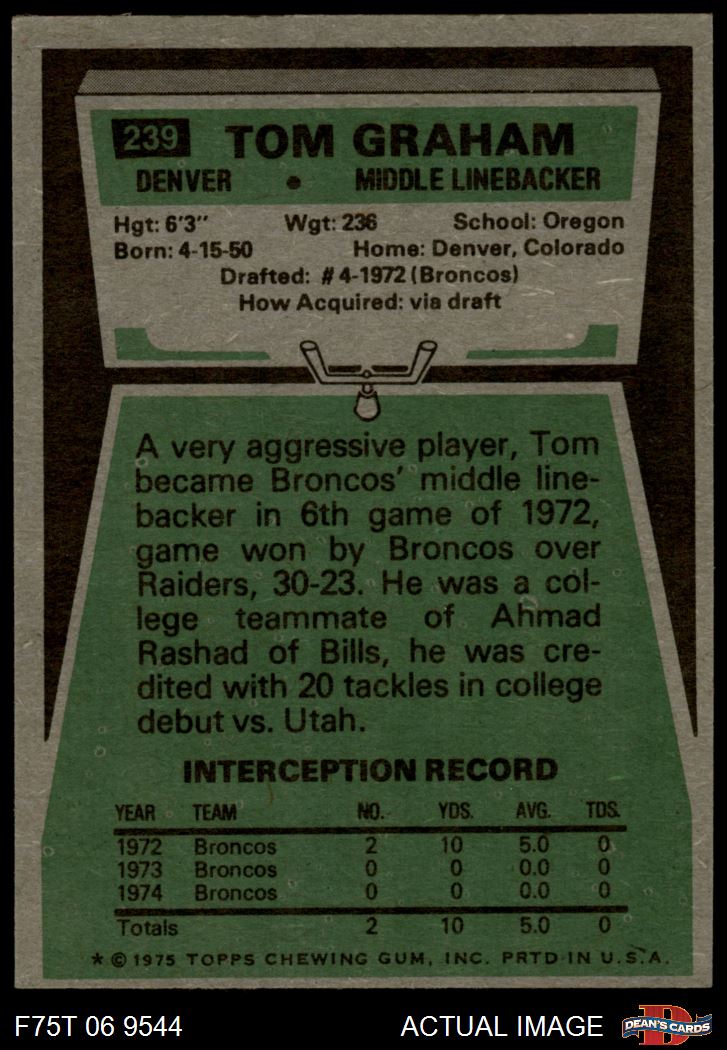 239 TOM GRAHAM
DENVER • MIDDLE LINEBACKER
Hgt: 6'3" Wgt: 236 School: Oregon
Born: 4-15-50 Home: Denver, Colorado
Drafted: #4-1972 (Broncos)
How Acquired: via draft
A very aggressive player, Tom
became Broncos' middle line-
backer in 6th game of 1972,
game won by Broncos over
Raiders, 30-23. He was a col-
lege teammate of Ahmad
Rashad of Bills, he was cre-
dited with 20 tackles in college
debut vs. Utah.
INTERCEPTION RECORD
YEAR TEAM NO. YDS. AVG. TDS.
1972 Broncos 2 10 5.0 0
1973 Broncos 0 0 0.0 0
1974 Broncos 0 0 0.0 0
Totals 2 10 5.0 0
* © 1975 TOPPS CHEWING GUM, INC. PRTD IN U.S.A.
F75T 06 9544 ACTUAL IMAGE DEAN'S CARDS